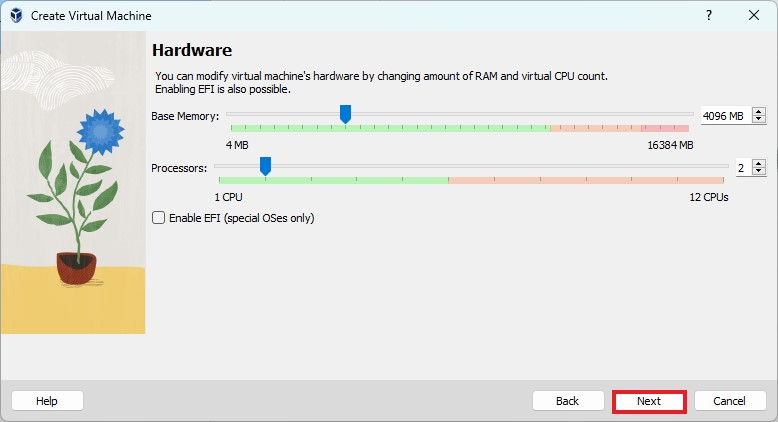 Create Virtual Machine
?
Hardware
You can modify virtual machine's hardware by changing amount of RAM and virtual CPU count.
Enabling EFI is also possible.
Base Memory:
4096 MB
4 MB
16384 MB
Processors:
2
1 CPU
12 CPUs
Enable EFI (special OSes only)
Help
Back
Next
Cancel